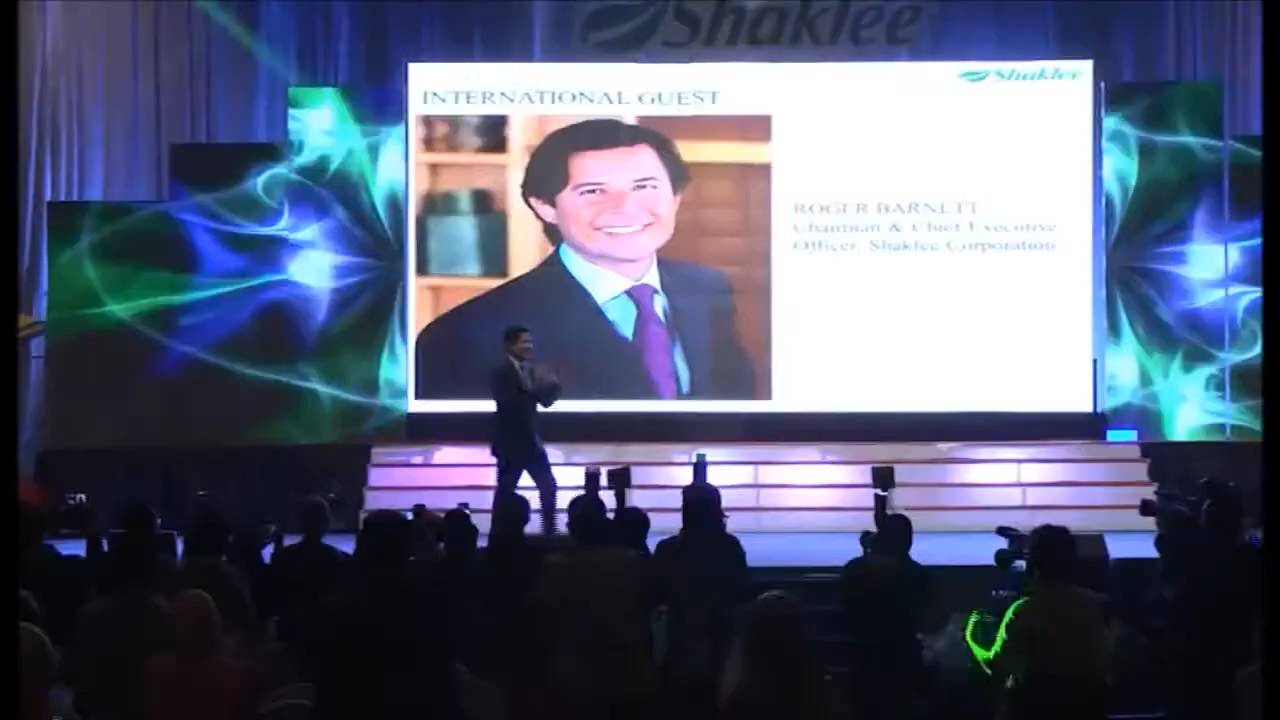 Shaklee
Shaklee
INTERNATIONAL GUEST
ROGER BARNETT
Chairman & Chief Executive
Officer, Shaklee Corporation